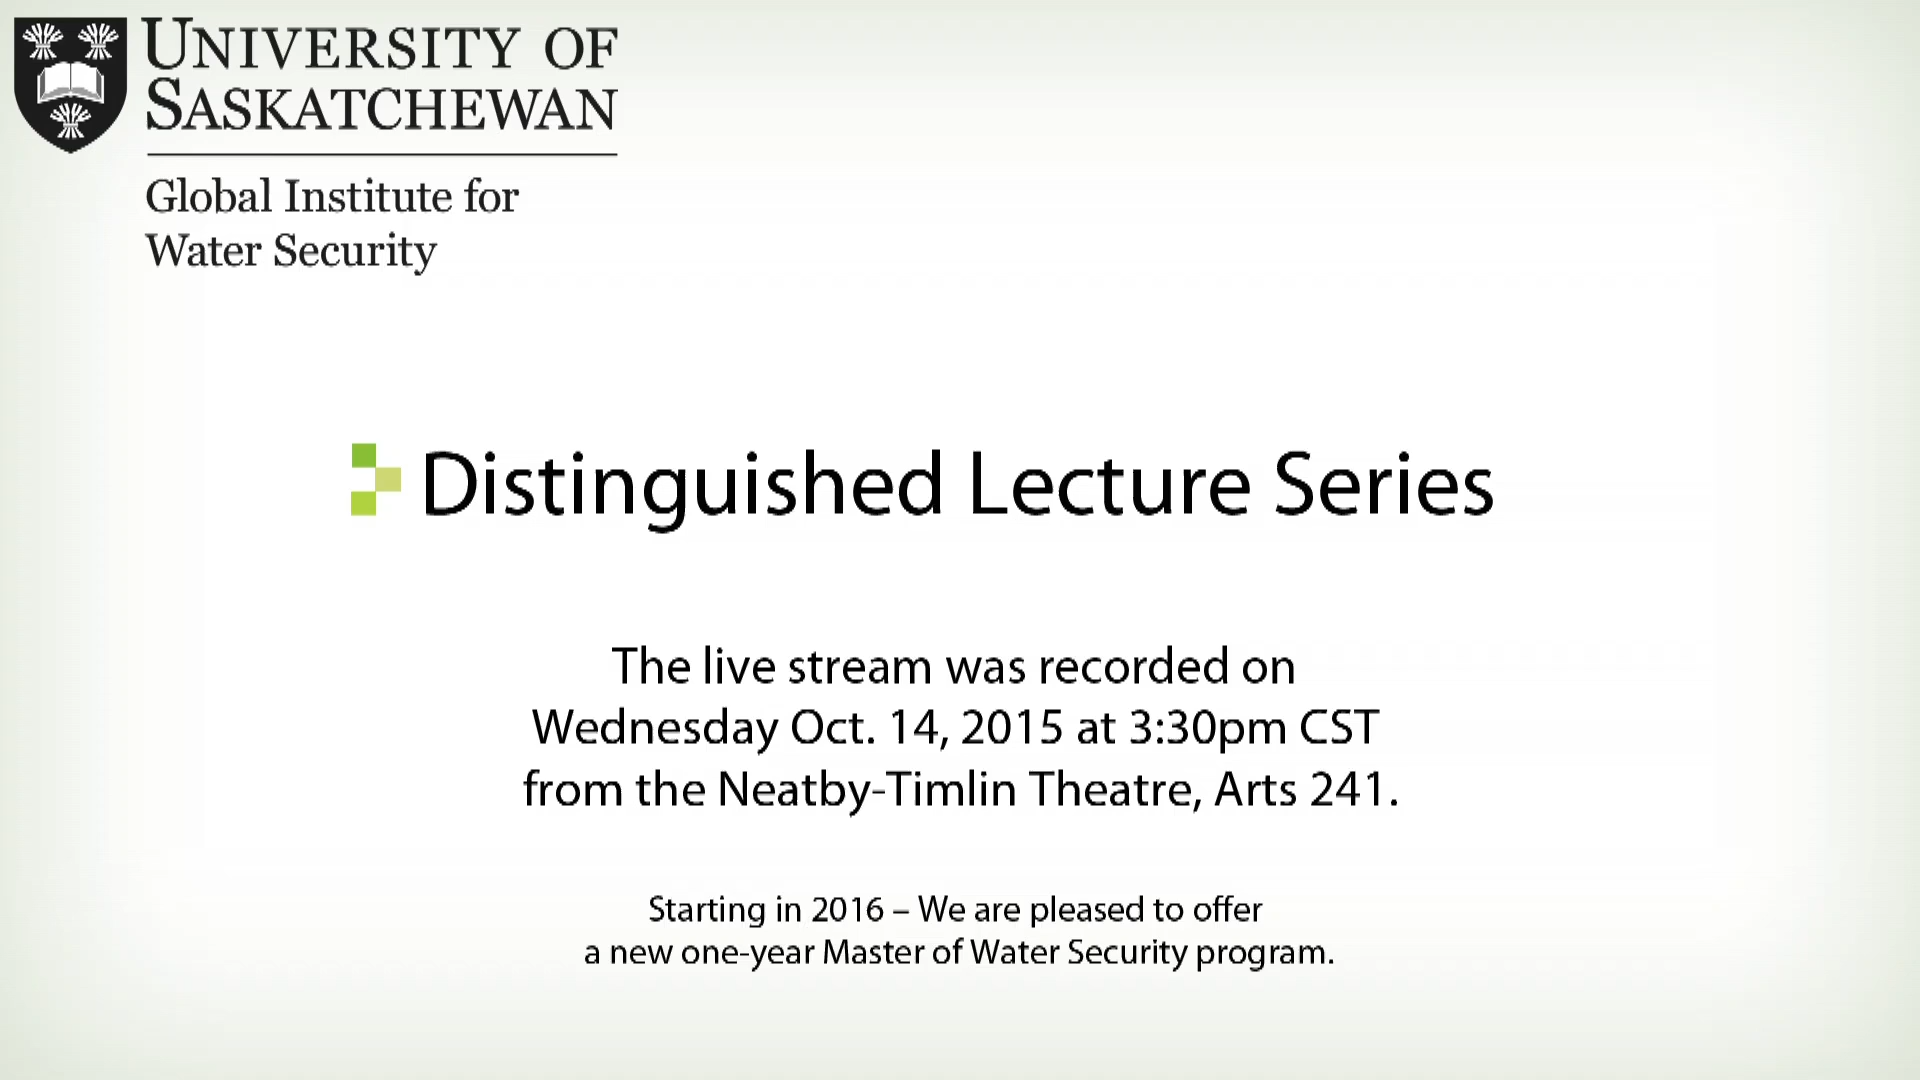 UNIVERSITY OF
SASKATCHEWAN
Global Institute for
Water Security
Distinguished Lecture Series
The live stream was recorded on
Wednesday Oct. 14, 2015 at 3:30pm CST
from the Neatby-Timlin Theatre, Arts 241.
Starting in 2016 – We are pleased to offer
a new one-year Master of Water Security program.